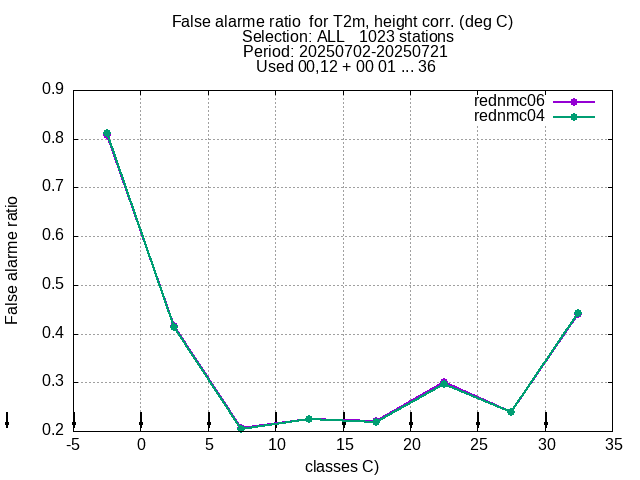 False alarme ratio  for T2m, height corr. (deg C)
Selection: ALL   1023 stations
Period: 20250702-20250721
Used 00,12 + 00 01 ... 36
rednmc06
rednmc04
False alarme ratio
0.9
0.8
0.7
0.6
0.5
0.4
0.3
0.2
-5 0 5 10 15 20 25 30 35
classes C)